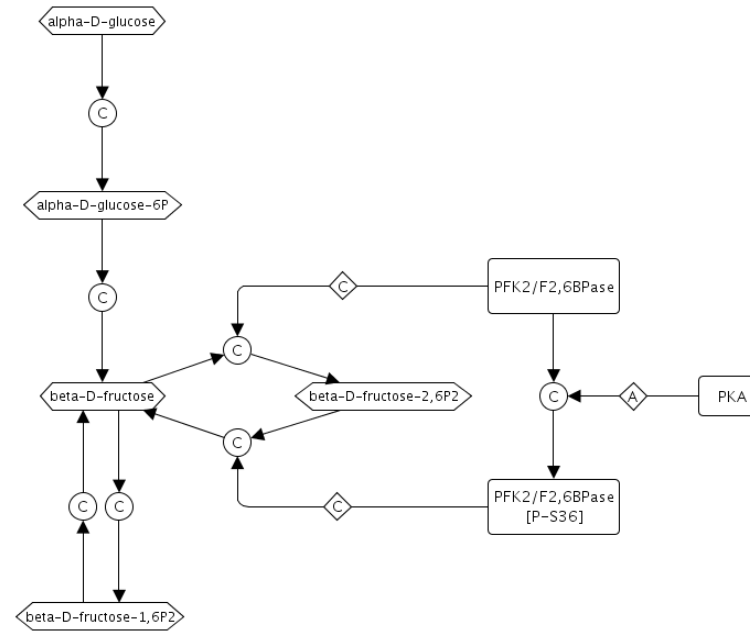 alpha-D-glucose
C
alpha-D-glucose-6P
C
C
PFK2/F2,6BPase
C
beta-D-fructose
beta-D-fructose-2,6P2
C
A
PKA
C
C
C
C
PFK2/F2,6BPase
[P-S36]
beta-D-fructose-1,6P2